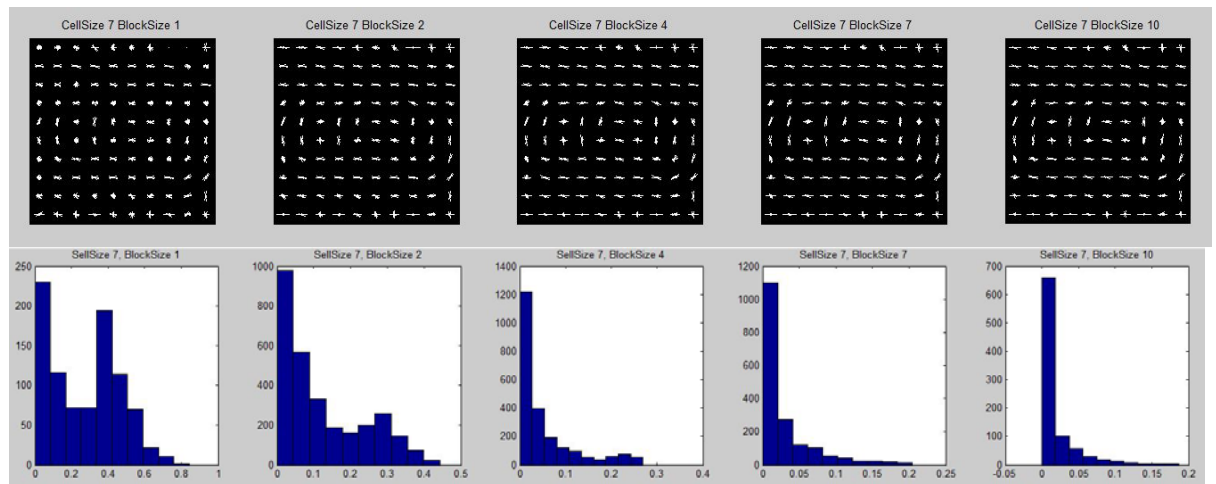 CellSize 7 BlockSize 1
CellSize 7 BlockSize 2
CellSize 7 BlockSize 4
CellSize 7 BlockSize 7
CellSize 7 BlockSize 10
SellSize 7, BlockSize 1
250
200
150
100
50
0
0 0.2 0.4 0.6 0.8 1
SellSize 7, BlockSize 2
1000
800
600
400
200
0
0 0.1 0.2 0.3 0.4 0.5
SellSize 7, BlockSize 4
1400
1200
1000
800
600
400
200
0
0 0.1 0.2 0.3 0.4
SellSize 7, BlockSize 7
1200
1000
800
600
400
200
0
0 0.05 0.1 0.15 0.2 0.25
SellSize 7, BlockSize 10
700
600
500
400
300
200
100
0
-0.05 0 0.05 0.1 0.15 0.2